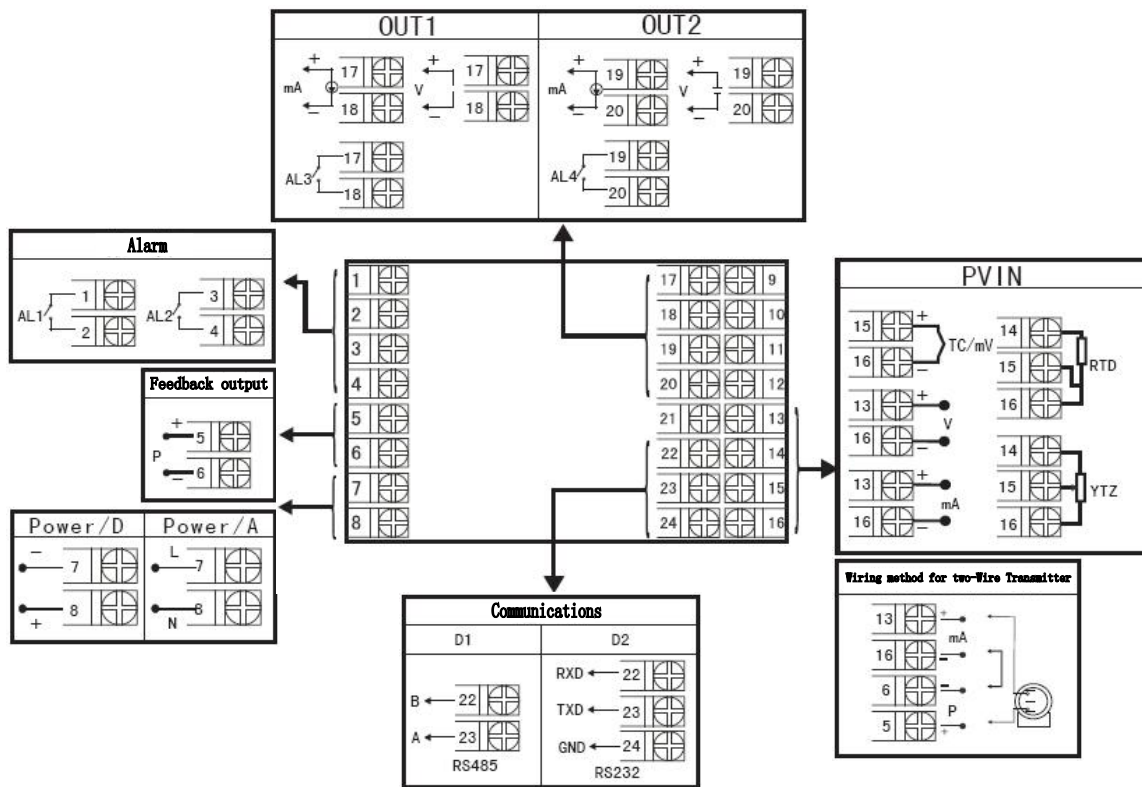 OUT1 OUT2
+ 17 + 17 + 19 + 19
mA V mA V
- 18 - 18 - 20 - 20
17 19
AL3 AL4
18 20
Alarm
1 3
AL1 AL2
2 4
Feedback output
+ 5
P
- 6
Power/D Power/A
- 7 L 7
8 8
+ N
1 17 9
2 18 10
3 19 11
4 20 12
5 21 13
6 22 14
7 23 15
8 24 16
PVIN
15 + 14
TC/mV
16 - 15 RTD
13 + 16
V
16 - 14
13 + 15 YTZ
mA
16 - 16
Wiring method for two-Wire Transmitter
13 +
mA
16 -
6 -
P
5 +
Communications
D1 D2
RXD 22
B 22
TXD 23
A 23
GND 24
RS485 RS232